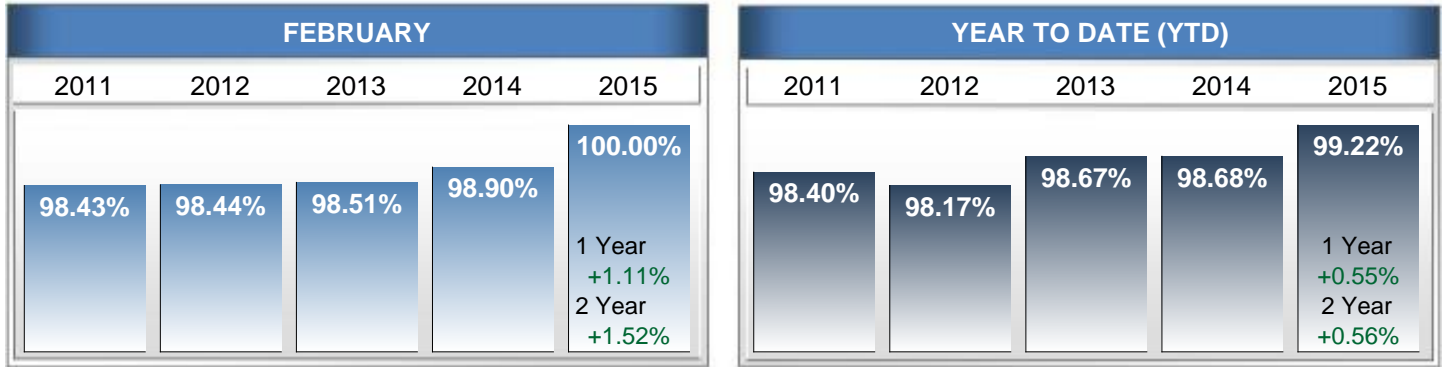 FEBRUARY
2011 2012 2013 2014 2015
98.43% 98.44% 98.51% 98.90% 100.00%
1 Year
+1.11%
2 Year
+1.52%
YEAR TO DATE (YTD)
2011 2012 2013 2014 2015
98.40% 98.17% 98.67% 98.68% 99.22%
1 Year
+0.55%
2 Year
+0.56%